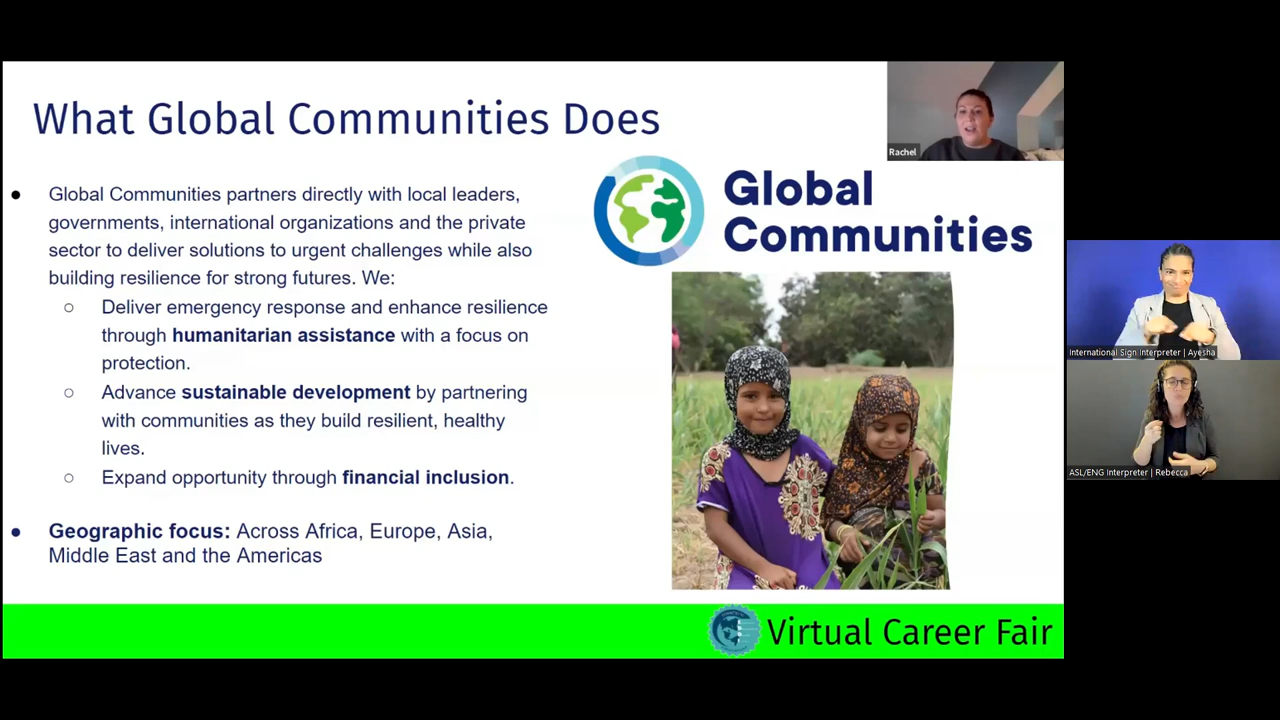 What Global Communities Does
Rachel
Global
Communities
● Global Communities partners directly with local leaders,
governments, international organizations and the private
sector to deliver solutions to urgent challenges while also
building resilience for strong futures. We:
○ Deliver emergency response and enhance resilience
through humanitarian assistance with a focus on
protection.
○ Advance sustainable development by partnering
with communities as they build resilient, healthy
lives.
○ Expand opportunity through financial inclusion.
● Geographic focus: Across Africa, Europe, Asia,
Middle East and the Americas
International Sign Interpreter | Ayesha
ASL/ENG Interpreter | Rebecca
Virtual Career Fair